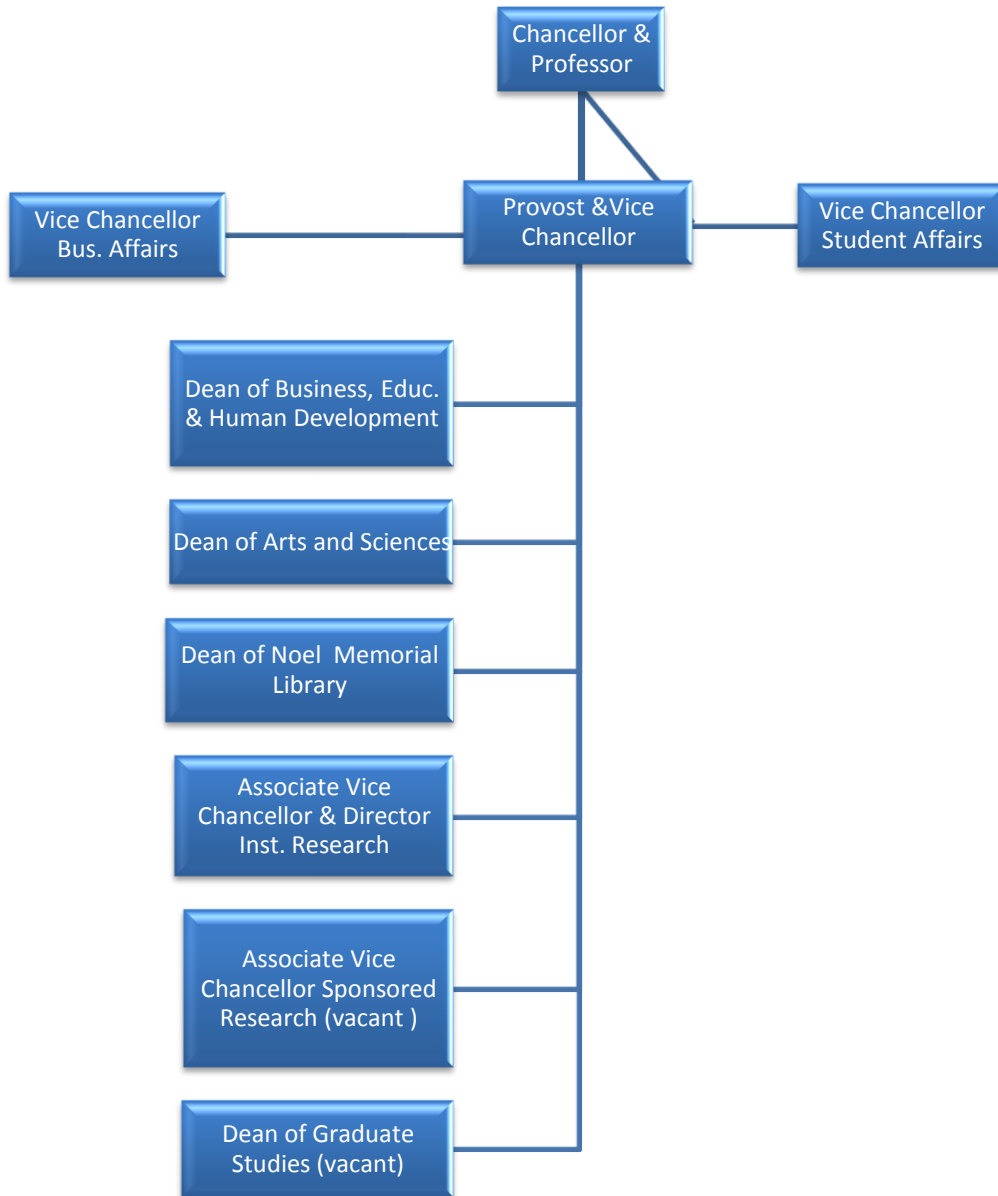 Chancellor &
Professor
Vice Chancellor
Bus. Affairs
Provost &Vice
Chancellor
Vice Chancellor
Student Affairs
Dean of Business, Educ.
& Human Development
Dean of Arts and Sciences
Dean of Noel  Memorial
Library
Associate Vice
Chancellor & Director
Inst. Research
Associate Vice
Chancellor Sponsored
Research (vacant )
Dean of Graduate
Studies (vacant)